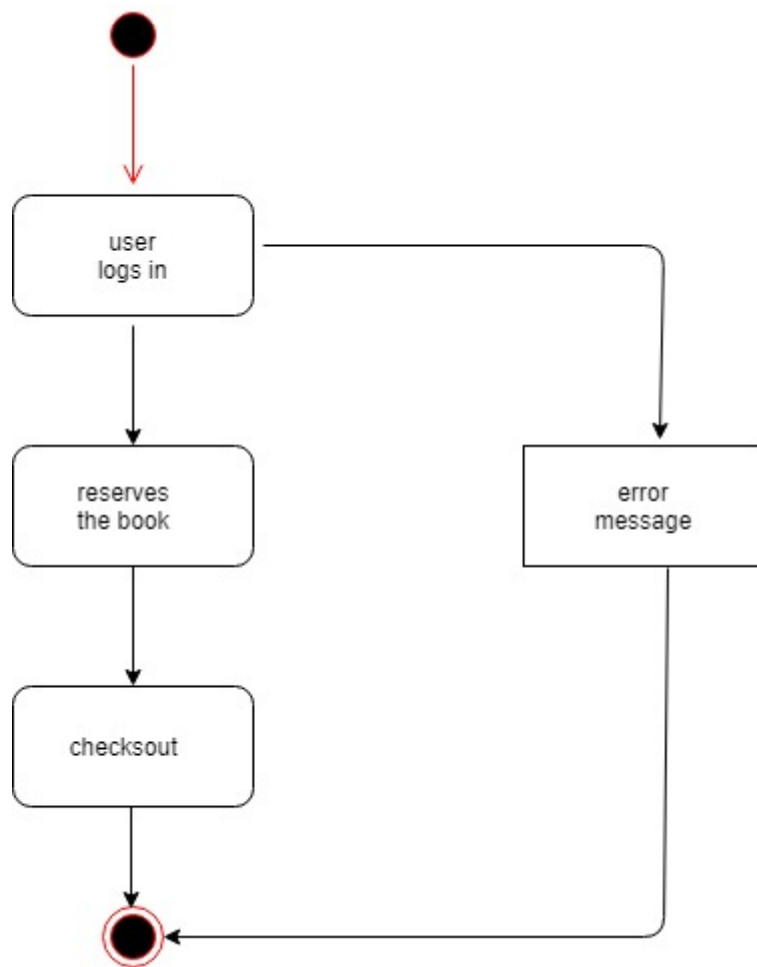 user
logs in
reserves
the book
error
message
checksout